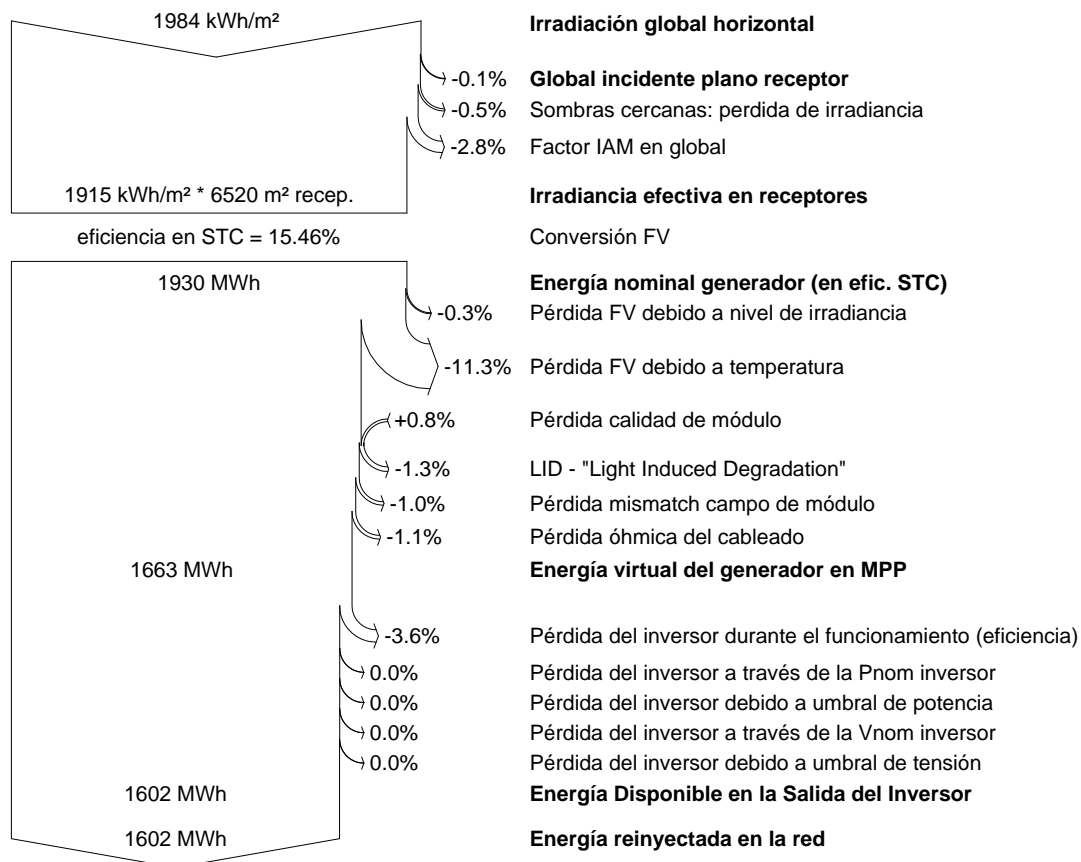 1984 kWh/m² Irradiación global horizontal
-0.1% Global incidente plano receptor
-0.5% Sombras cercanas: perdida de irradiancia
-2.8% Factor IAM en global
1915 kWh/m² * 6520 m² recep. Irradiancia efectiva en receptores
eficiencia en STC = 15.46% Conversión FV
1930 MWh Energía nominal generador (en efic. STC)
-0.3% Pérdida FV debido a nivel de irradiancia
-11.3% Pérdida FV debido a temperatura
+0.8% Pérdida calidad de módulo
-1.3% LID - "Light Induced Degradation"
-1.0% Pérdida mismatch campo de módulo
-1.1% Pérdida óhmica del cableado
1663 MWh Energía virtual del generador en MPP
-3.6% Pérdida del inversor durante el funcionamiento (eficiencia)
0.0% Pérdida del inversor a través de la Pnom inversor
0.0% Pérdida del inversor debido a umbral de potencia
0.0% Pérdida del inversor a través de la Vnom inversor
0.0% Pérdida del inversor debido a umbral de tensión
1602 MWh Energía Disponible en la Salida del Inversor
1602 MWh Energía reinyectada en la red